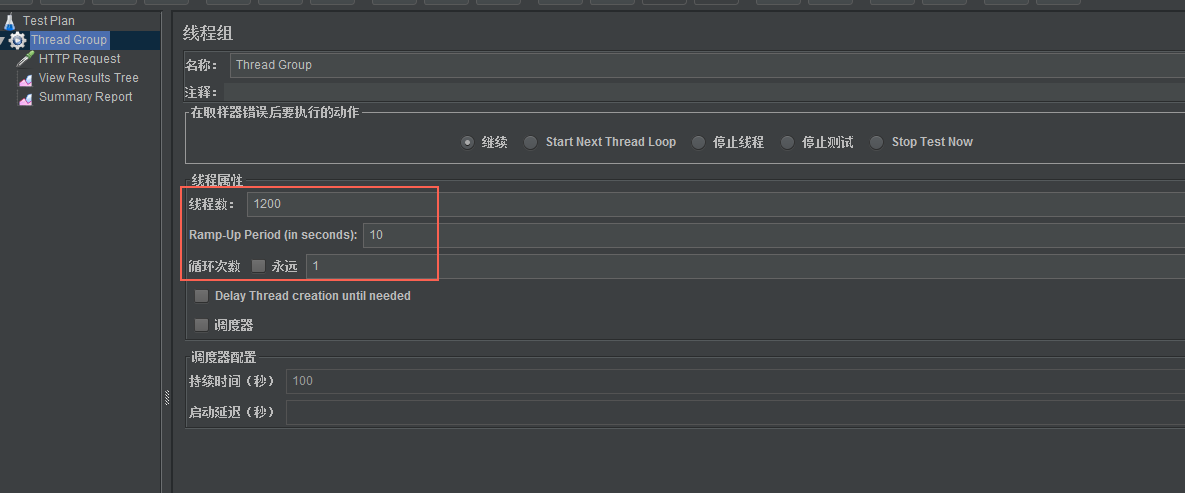 Test Plan
Thread Group
HTTP Request
View Results Tree
Summary Report
线程组
名称： Thread Group
注释：
在取样器错误后要执行的动作
继续 Start Next Thread Loop 停止线程 停止测试 Stop Test Now
线程属性
线程数： 1200
Ramp-Up Period (in seconds): 10
循环次数 永远 1
Delay Thread creation until needed
调度器
调度器配置
持续时间（秒） 100
启动延迟（秒）